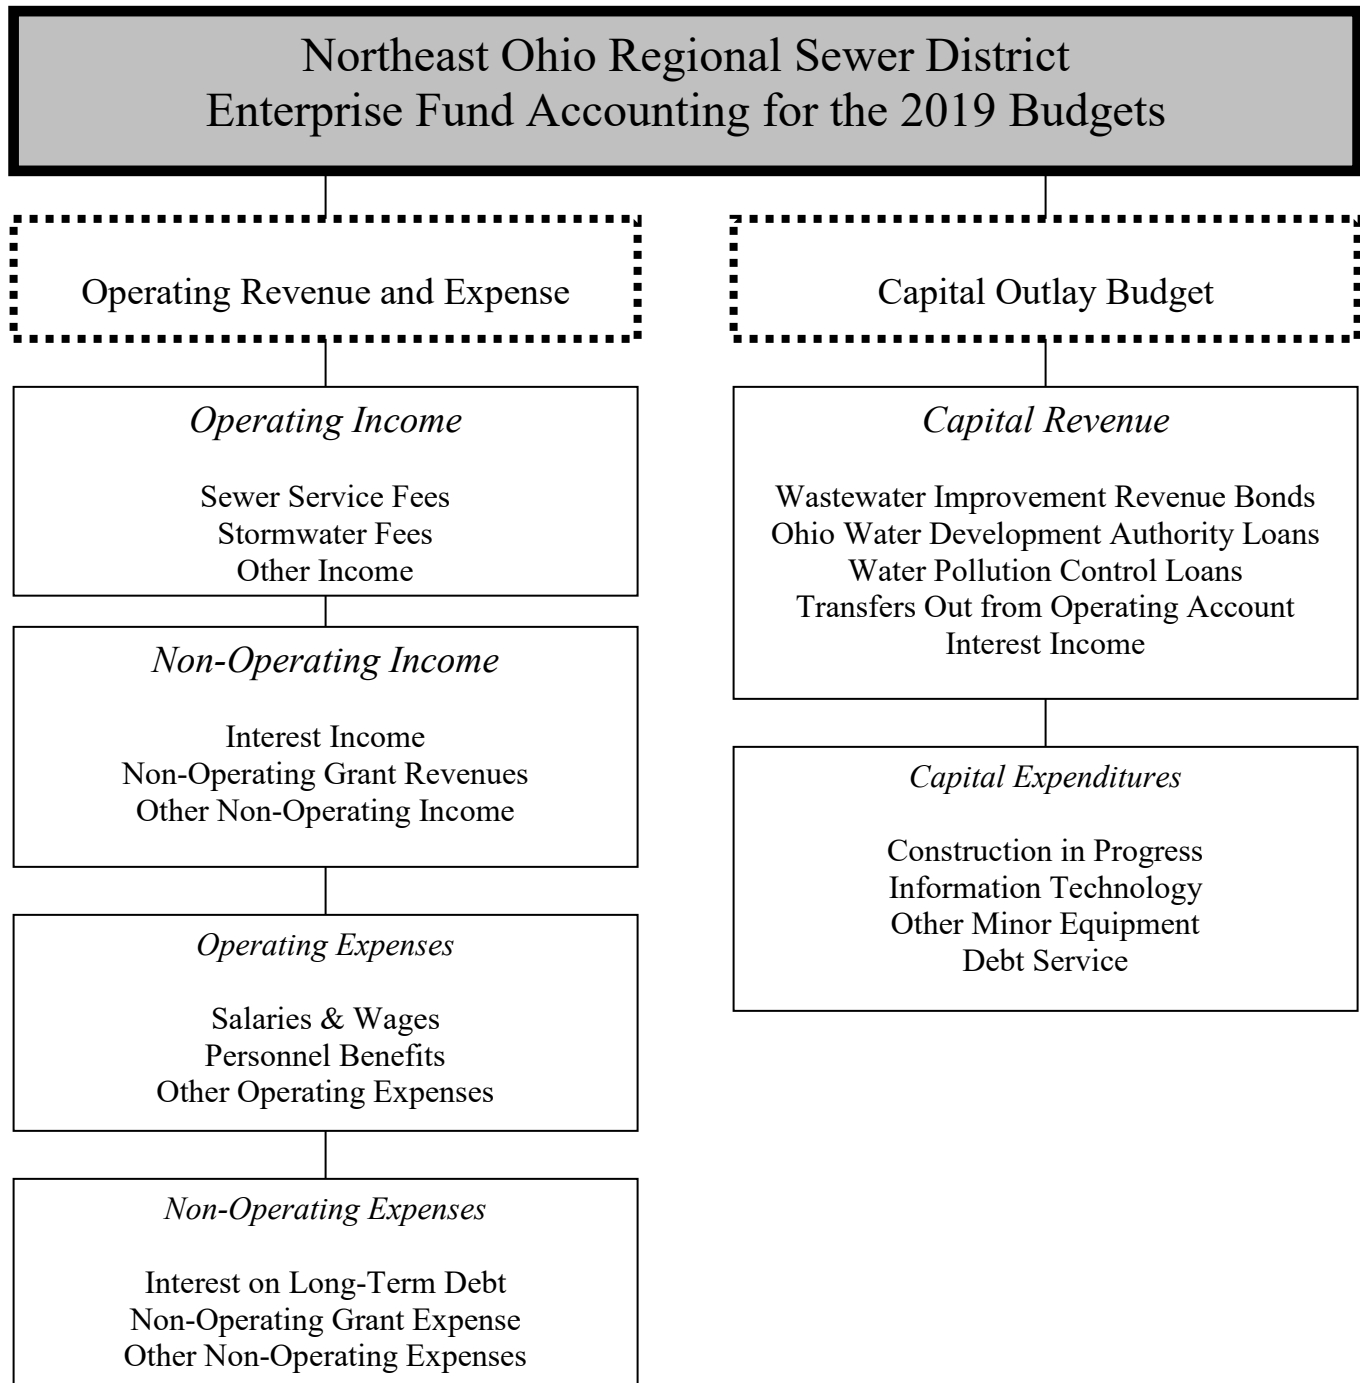 Northeast Ohio Regional Sewer District
Enterprise Fund Accounting for the 2019 Budgets
Operating Revenue and Expense
Operating Income
Sewer Service Fees
Stormwater Fees
Other Income
Non-Operating Income
Interest Income
Non-Operating Grant Revenues
Other Non-Operating Income
Operating Expenses
Salaries & Wages
Personnel Benefits
Other Operating Expenses
Non-Operating Expenses
Interest on Long-Term Debt
Non-Operating Grant Expense
Other Non-Operating Expenses
Capital Outlay Budget
Capital Revenue
Wastewater Improvement Revenue Bonds
Ohio Water Development Authority Loans
Water Pollution Control Loans
Transfers Out from Operating Account
Interest Income
Capital Expenditures
Construction in Progress
Information Technology
Other Minor Equipment
Debt Service